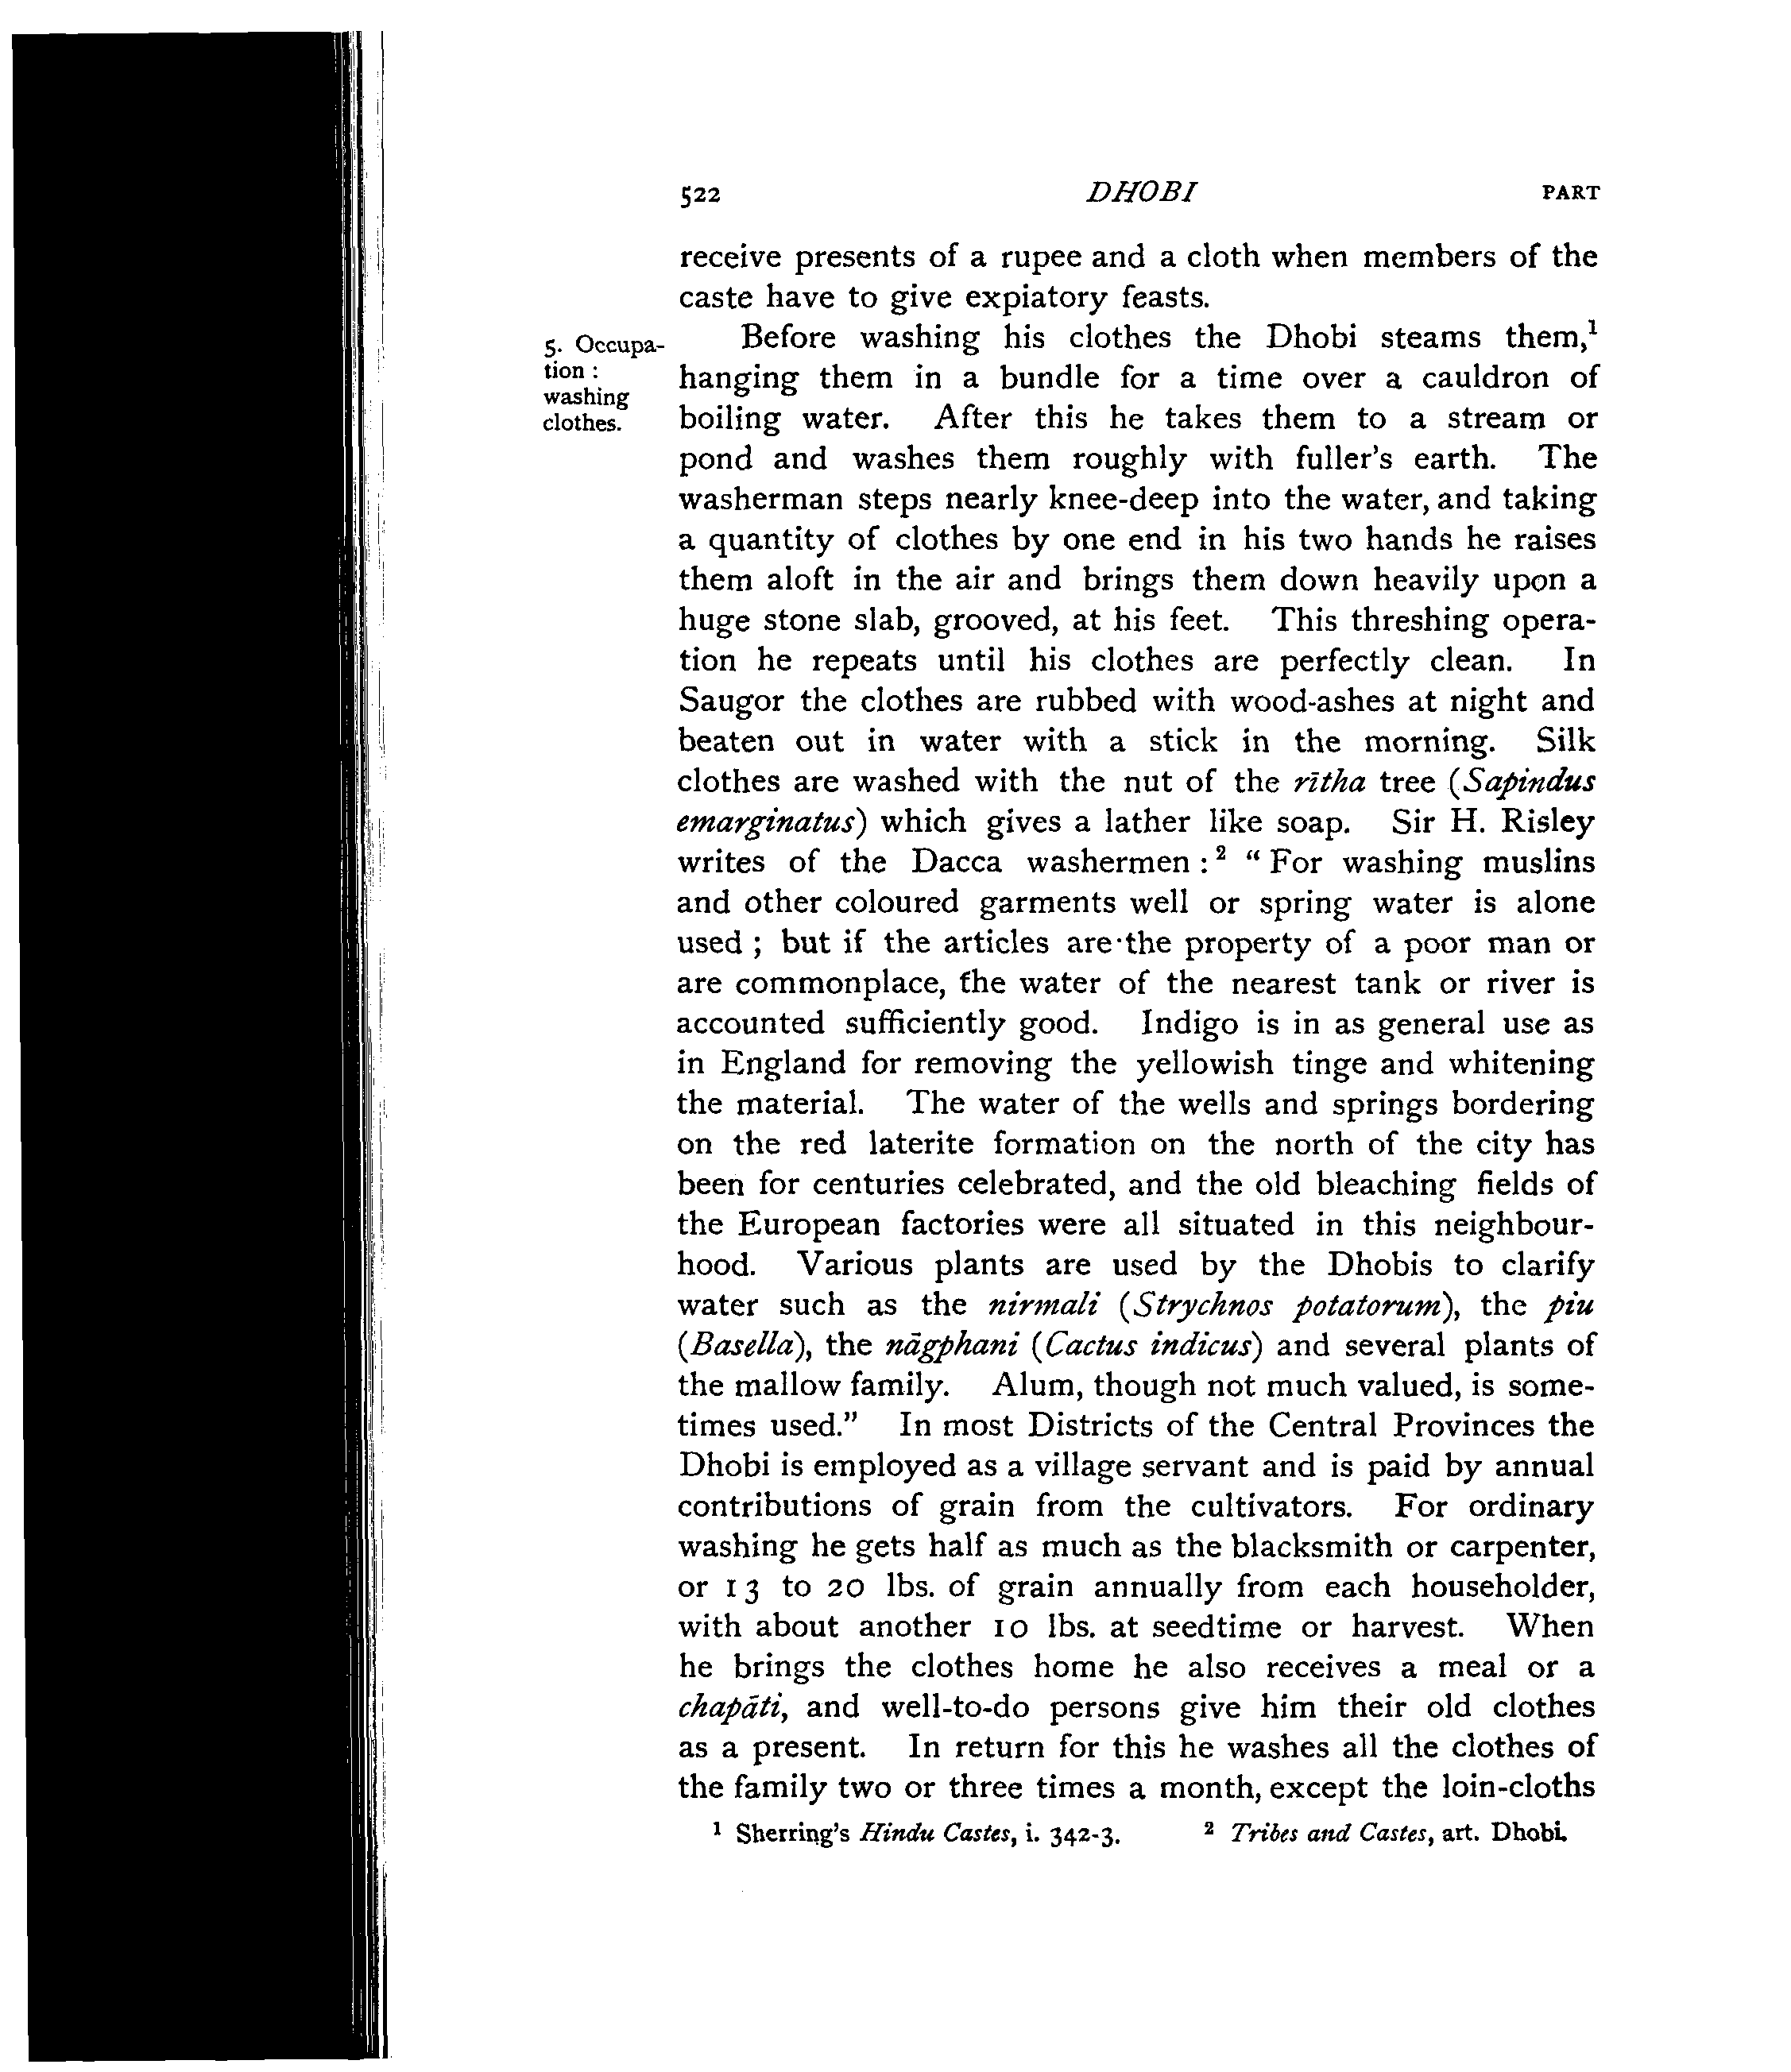 522 DHOBI PART
receive presents of a rupee and a cloth when members of the
caste have to give expiatory feasts.
5. Occupa-
tion :
washing
clothes.
Before washing his clothes the Dhobi steams them,¹
hanging them in a bundle for a time over a cauldron of
boiling water. After this he takes them to a stream or
pond and washes them roughly with fuller's earth. The
washerman steps nearly knee-deep into the water, and taking
a quantity of clothes by one end in his two hands he raises
them aloft in the air and brings them down heavily upon a
huge stone slab, grooved, at his feet. This threshing opera-
tion he repeats until his clothes are perfectly clean. In
Saugor the clothes are rubbed with wood-ashes at night and
beaten out in water with a stick in the morning. Silk
clothes are washed with the nut of the rītha tree (Sapindus
emarginatus) which gives a lather like soap. Sir H. Risley
writes of the Dacca washermen :² “ For washing muslins
and other coloured garments well or spring water is alone
used ; but if the articles are the property of a poor man or
are commonplace, the water of the nearest tank or river is
accounted sufficiently good. Indigo is in as general use as
in England for removing the yellowish tinge and whitening
the material. The water of the wells and springs bordering
on the red laterite formation on the north of the city has
been for centuries celebrated, and the old bleaching fields of
the European factories were all situated in this neighbour-
hood. Various plants are used by the Dhobis to clarify
water such as the nirmali (Strychnos potatorum), the piu
(Basella), the nāgphani (Cactus indicus) and several plants of
the mallow family. Alum, though not much valued, is some-
times used.” In most Districts of the Central Provinces the
Dhobi is employed as a village servant and is paid by annual
contributions of grain from the cultivators. For ordinary
washing he gets half as much as the blacksmith or carpenter,
or 13 to 20 lbs. of grain annually from each householder,
with about another 10 lbs. at seedtime or harvest. When
he brings the clothes home he also receives a meal or a
chapāti, and well-to-do persons give him their old clothes
as a present. In return for this he washes all the clothes of
the family two or three times a month, except the loin-cloths
¹ Sherring's Hindu Castes, i. 342-3. ² Tribes and Castes, art. Dhobi.